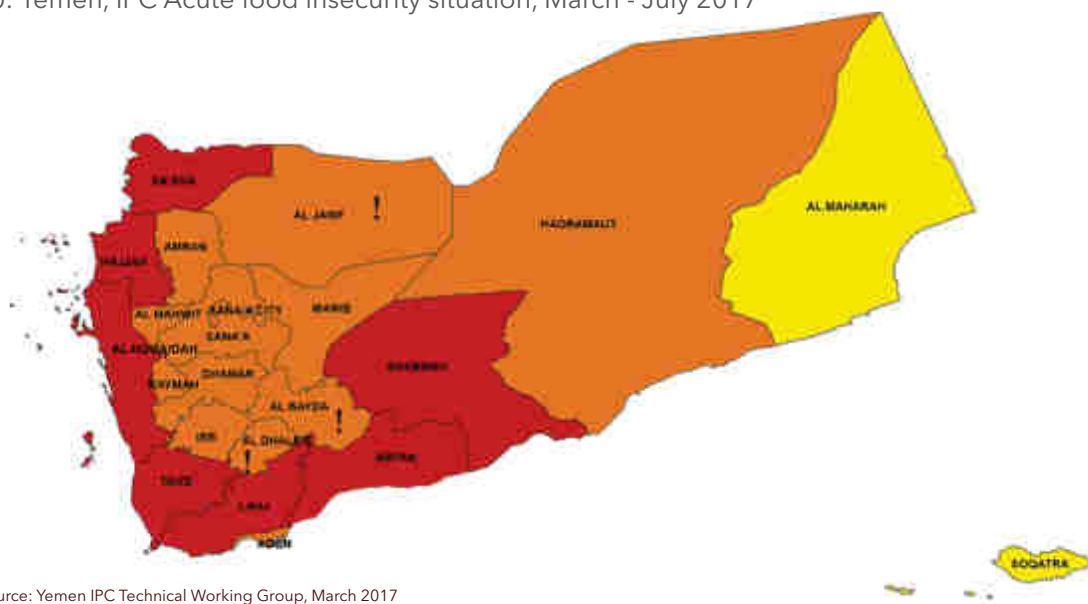 : Yemen, IPC Acute food insecurity situation, March - July 2017
SA'ADA
AL JAWF !
HADRAMAUT
AL MAHARAH
HAJJAH
AMRAN
AL MAHWIT
SANA'A CITY
MARIB
SANA'A
AL HUDAIDAH
SHABWAH
DHAMAR
RAYMAH
AL BAYDA !
IBB
AL DHALE'E !
ABYAN
TAIZZ
LAHJ
ADEN
SOQATRA
urce: Yemen IPC Technical Working Group, March 2017